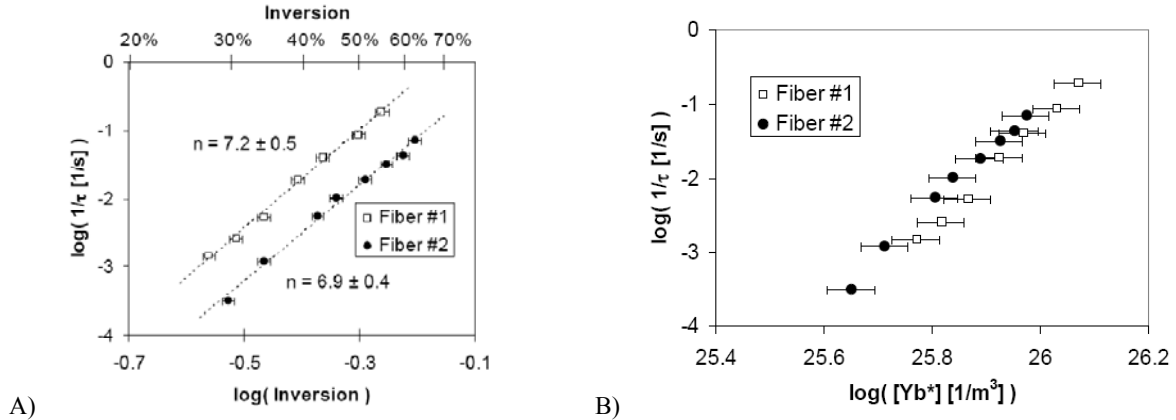 Inversion
20% 30% 40% 50% 60% 70%
0
-1
-2
-3
-4
log( 1/τ [1/s] )
n = 7.2 ± 0.5
Fiber #1
Fiber #2
n = 6.9 ± 0.4
-0.7 -0.5 -0.3 -0.1
log( Inversion )
A)
0
-1
-2
-3
-4
log( 1/τ [1/s] )
Fiber #1
Fiber #2
25.4 25.6 25.8 26 26.2
log( [Yb*] [1/m³] )
B)